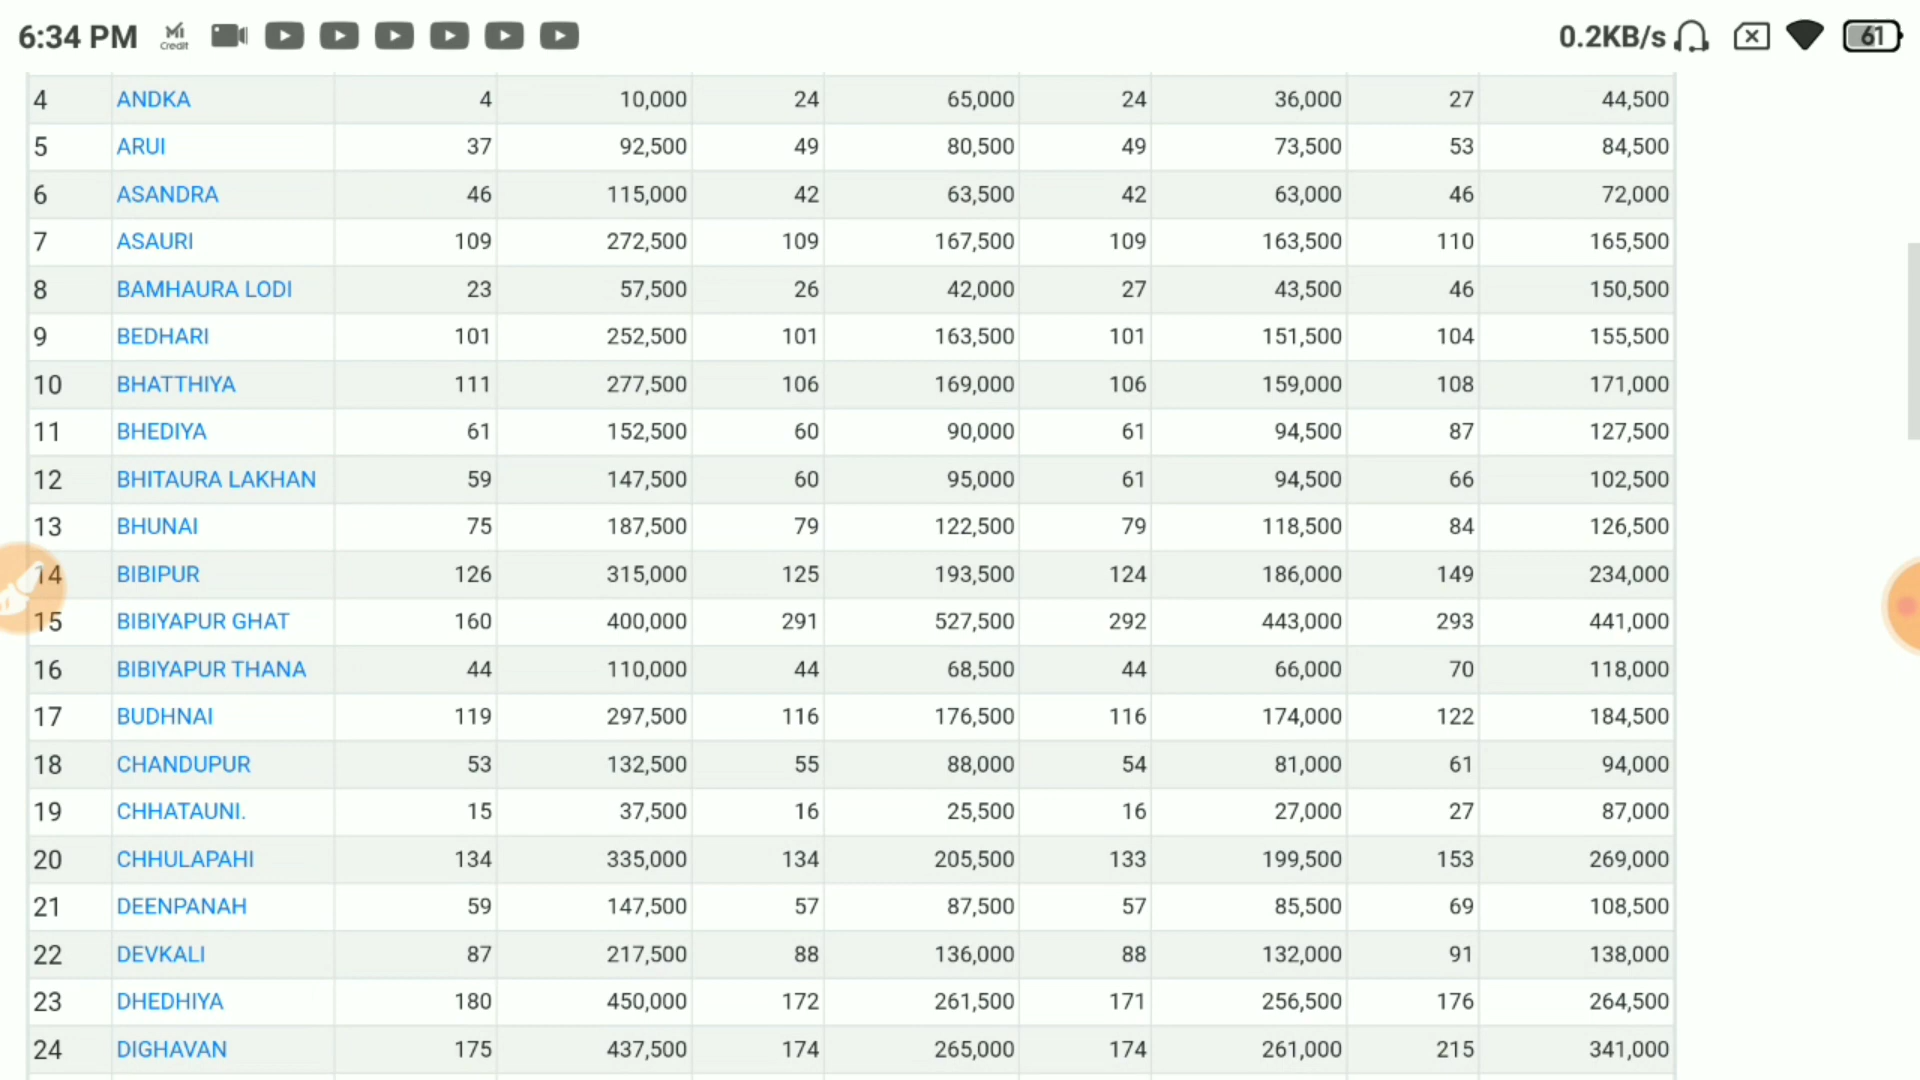 6:34 PM Mi Credit 0.2KB/s 61
4 ANDKA 4 10,000 24 65,000 24 36,000 27 44,500
5 ARUI 37 92,500 49 80,500 49 73,500 53 84,500
6 ASANDRA 46 115,000 42 63,500 42 63,000 46 72,000
7 ASAURI 109 272,500 109 167,500 109 163,500 110 165,500
8 BAMHAURA LODI 23 57,500 26 42,000 27 43,500 46 150,500
9 BEDHARI 101 252,500 101 163,500 101 151,500 104 155,500
10 BHATTHIYA 111 277,500 106 169,000 106 159,000 108 171,000
11 BHEDIYA 61 152,500 60 90,000 61 94,500 87 127,500
12 BHITAURA LAKHAN 59 147,500 60 95,000 61 94,500 66 102,500
13 BHUNAI 75 187,500 79 122,500 79 118,500 84 126,500
14 BIBIPUR 126 315,000 125 193,500 124 186,000 149 234,000
15 BIBIYAPUR GHAT 160 400,000 291 527,500 292 443,000 293 441,000
16 BIBIYAPUR THANA 44 110,000 44 68,500 44 66,000 70 118,000
17 BUDHNAI 119 297,500 116 176,500 116 174,000 122 184,500
18 CHANDUPUR 53 132,500 55 88,000 54 81,000 61 94,000
19 CHHATAUNI. 15 37,500 16 25,500 16 27,000 27 87,000
20 CHHULAPAHI 134 335,000 134 205,500 133 199,500 153 269,000
21 DEENPANAH 59 147,500 57 87,500 57 85,500 69 108,500
22 DEVKALI 87 217,500 88 136,000 88 132,000 91 138,000
23 DHEDHIYA 180 450,000 172 261,500 171 256,500 176 264,500
24 DIGHAVAN 175 437,500 174 265,000 174 261,000 215 341,000